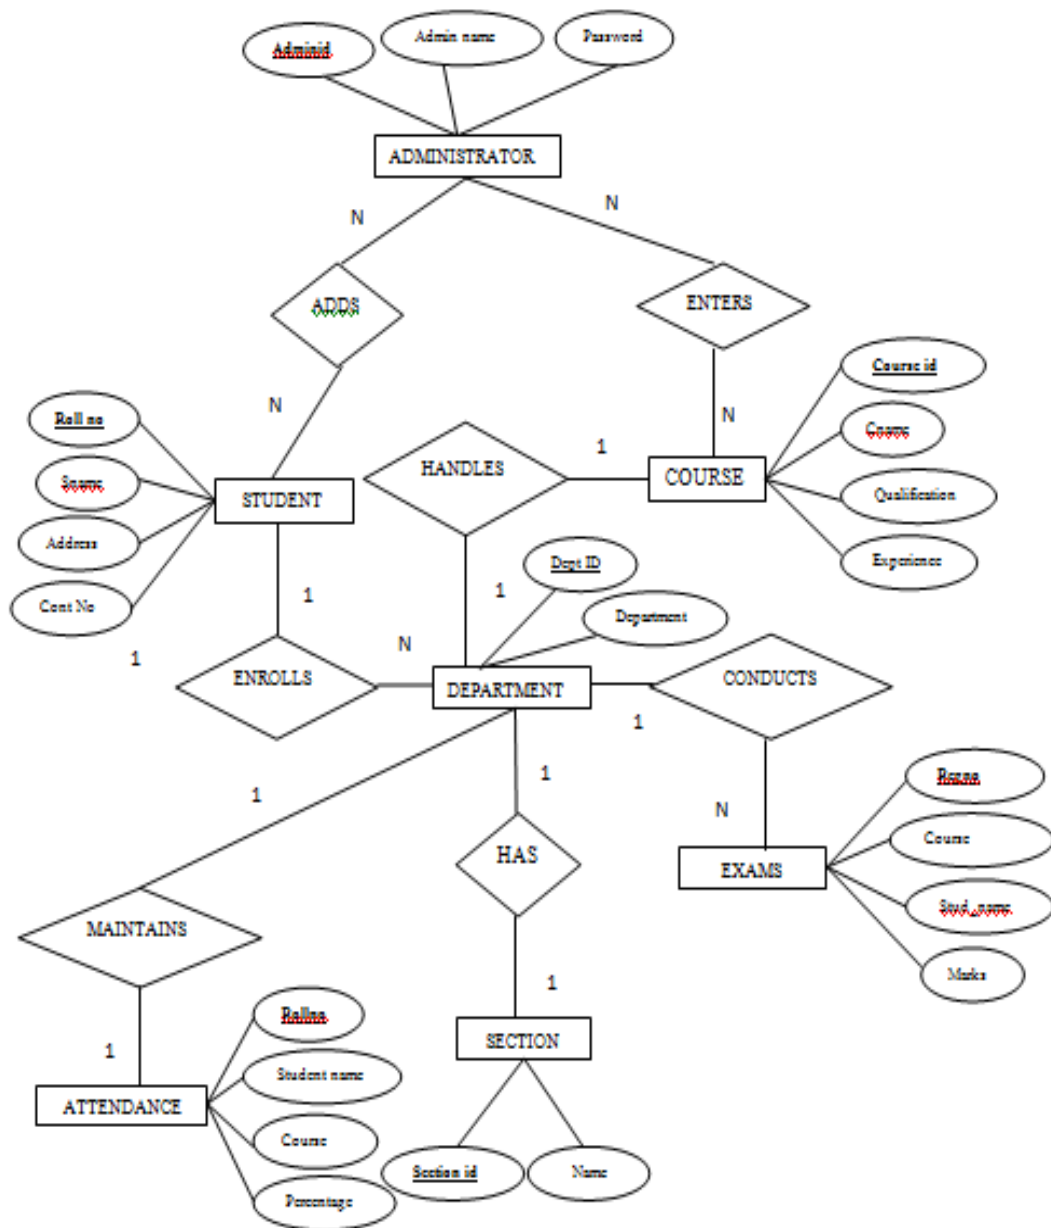 Adminid
Admin name
Password
ADMINISTRATOR
N
N
ADDS
ENTERS
Course id
Roll no
N
N
Cname
HANDLES
1
COURSE
Sname
STUDENT
Qualification
Address
Dept ID
Experience
Cont No
1
1
Department
1
N
ENROLLS
DEPARTMENT
CONDUCTS
1
1
1
Regno
N
Course
HAS
EXAMS
Stud_name
MAINTAINS
Marks
1
Rollno
1
SECTION
Student name
ATTENDANCE
Course
Section id
Name
Percentage